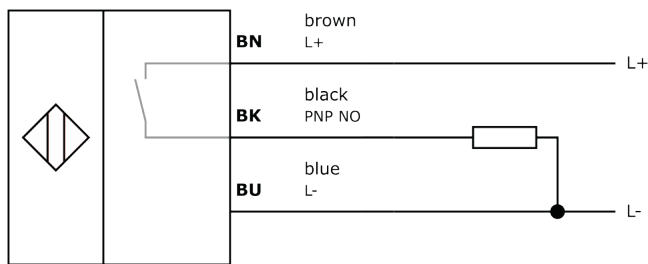 brown
BN L+
L+
black
BK PNP NO
blue
BU L-
L-